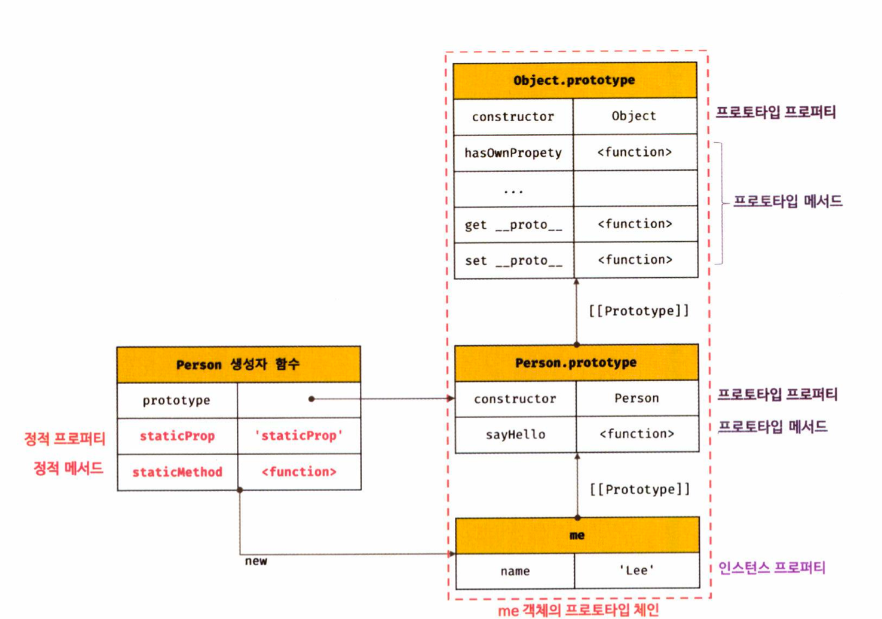 Object.prototype
constructor Object 프로토타입 프로퍼티
hasOwnPropety <function>
...
프로토타입 메서드
get __proto__ <function>
set __proto__ <function>
[[Prototype]]
Person 생성자 함수
prototype
정적 프로퍼티 staticProp 'staticProp'
정적 메서드 staticMethod <function>
new
Person.prototype
constructor Person 프로토타입 프로퍼티
sayHello <function> 프로토타입 메서드
[[Prototype]]
me
name 'Lee' 인스턴스 프로퍼티
me 객체의 프로토타입 체인